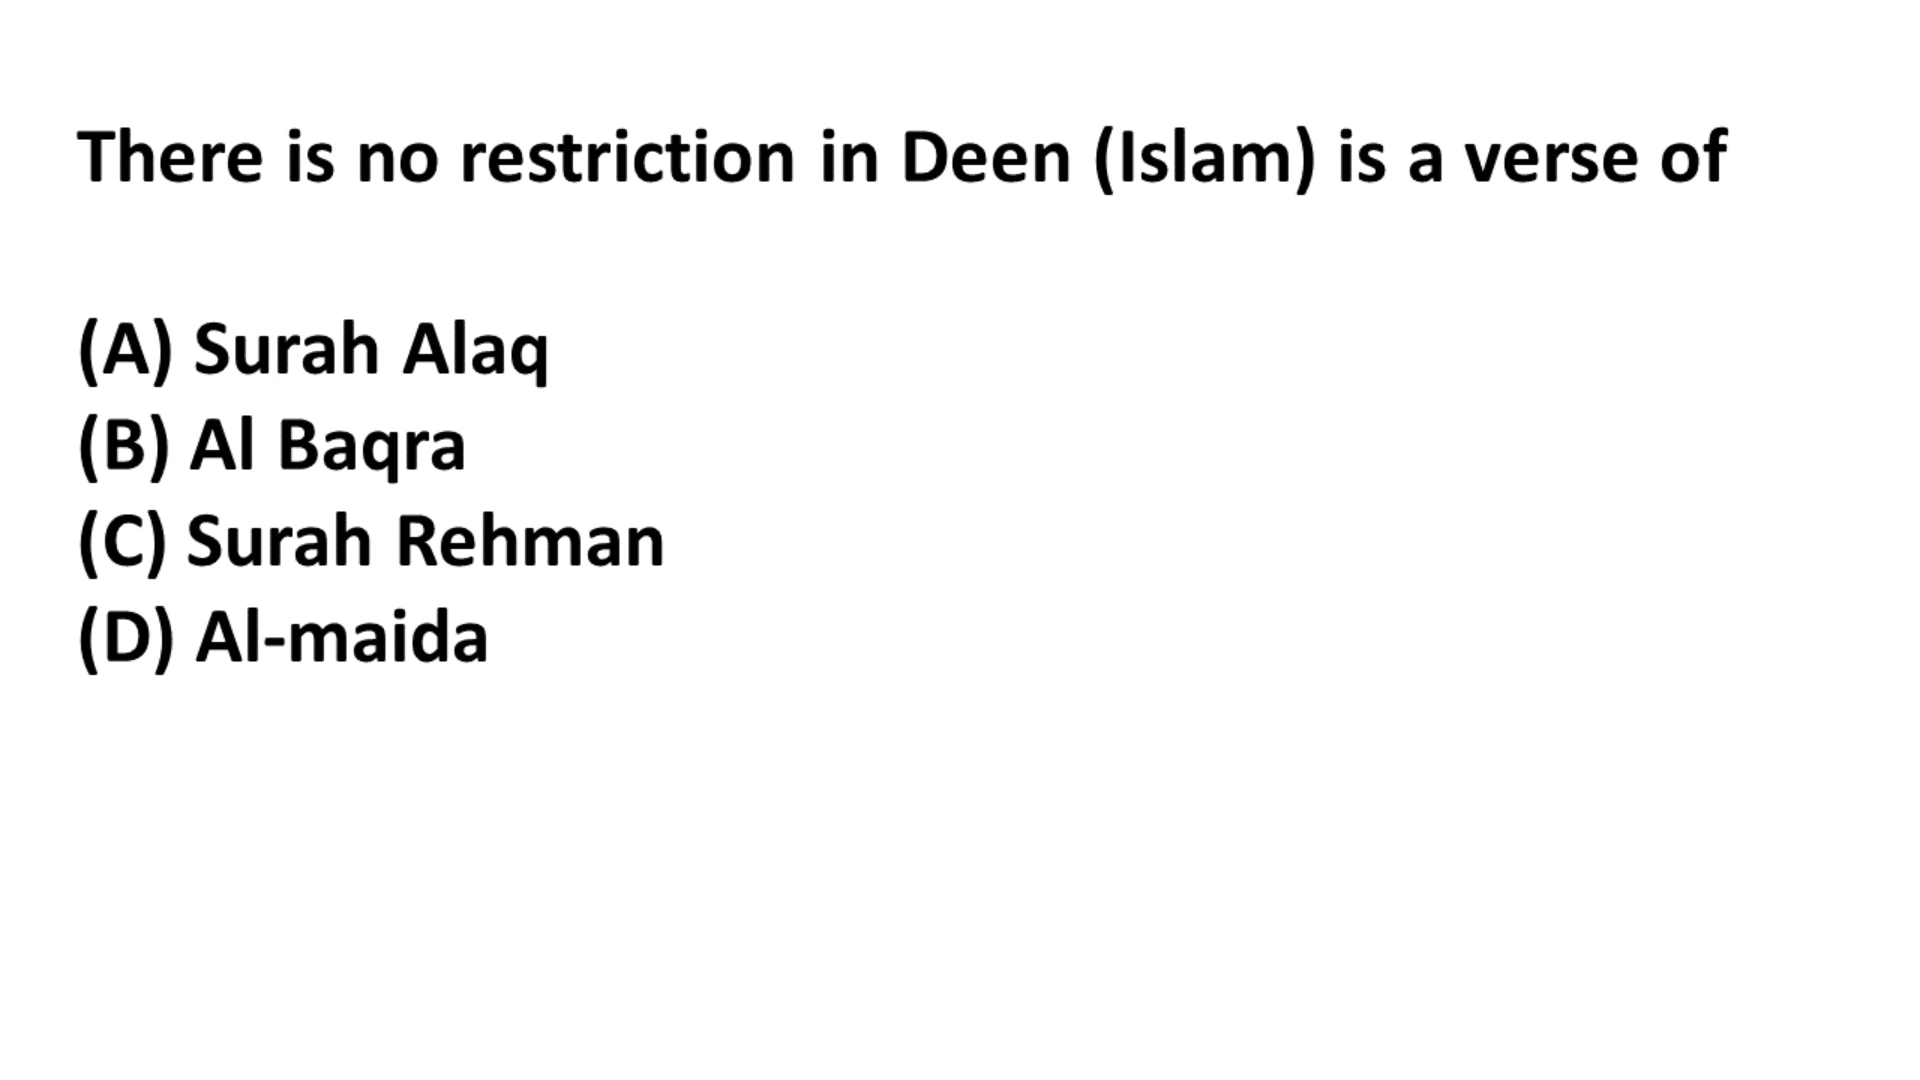 There is no restriction in Deen (Islam) is a verse of
(A) Surah Alaq
(B) Al Baqra
(C) Surah Rehman
(D) Al-maida